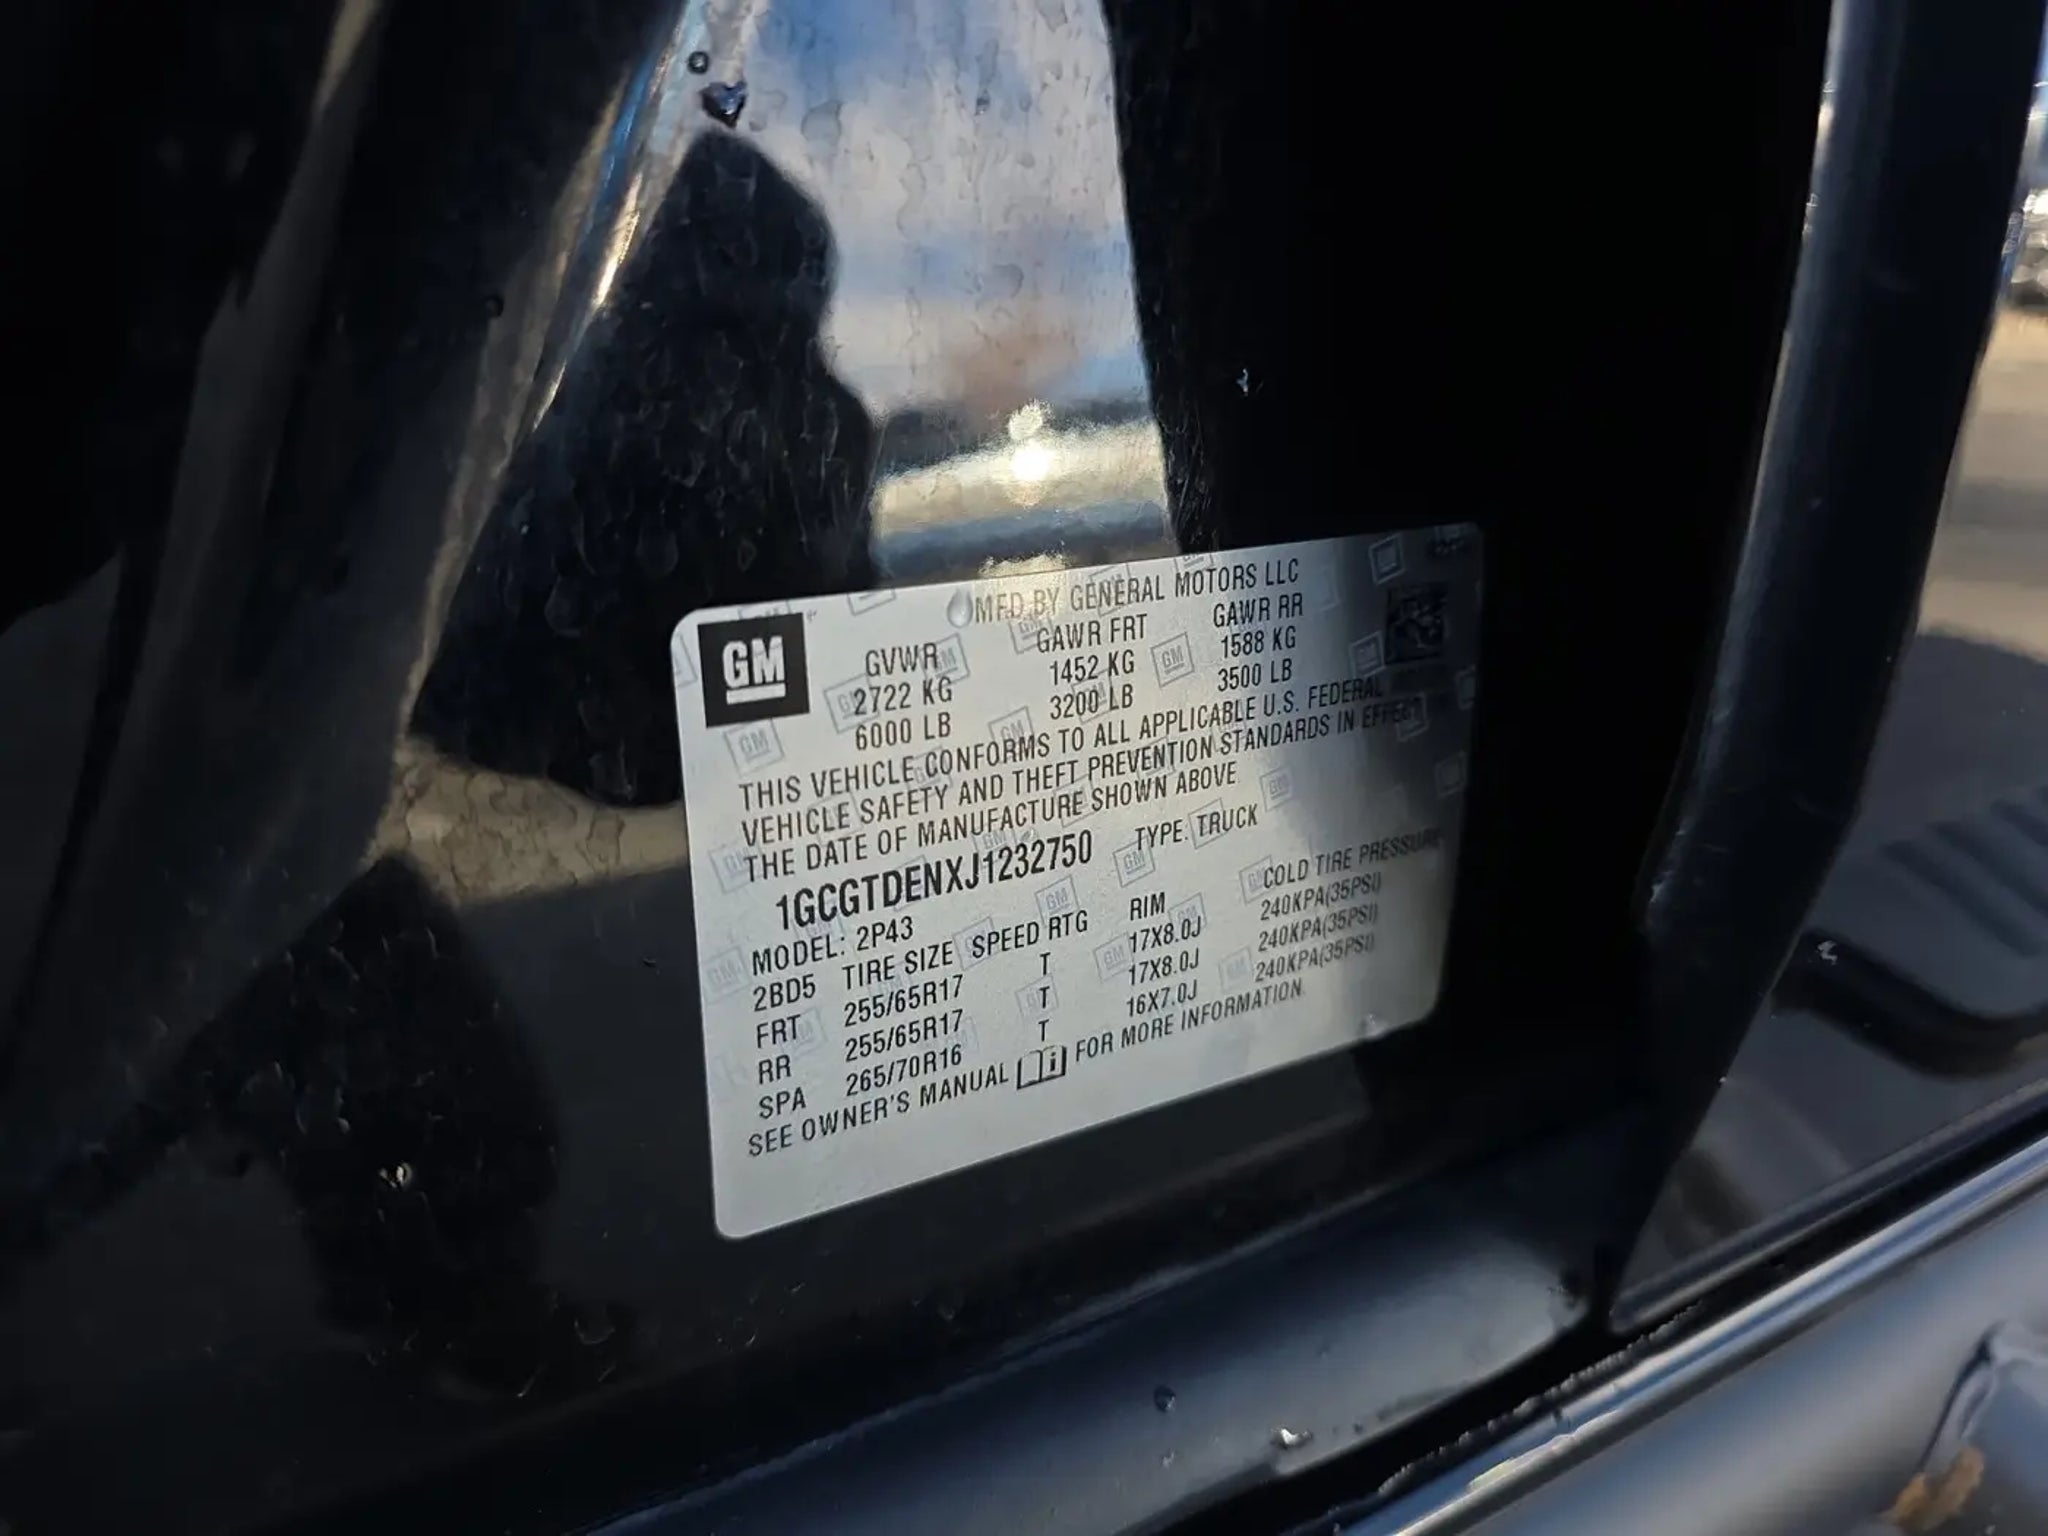 MFD BY GENERAL MOTORS LLC
GM GVWR GAWR FRT GAWR RR
2722 KG 1452 KG 1588 KG
6000 LB 3200 LB 3500 LB
THIS VEHICLE CONFORMS TO ALL APPLICABLE U.S. FEDERAL
VEHICLE SAFETY AND THEFT PREVENTION STANDARDS IN EFFECT
THE DATE OF MANUFACTURE SHOWN ABOVE
1GCGTDENXJ1232750 TYPE: TRUCK
MODEL: 2P43
2BD5 TIRE SIZE SPEED RTG RIM COLD TIRE PRESSURE
FRT 255/65R17 T 17X8.0J 240KPA(35PSI)
RR 255/65R17 T 17X8.0J 240KPA(35PSI)
SPA 265/70R16 T 16X7.0J 240KPA(35PSI)
SEE OWNER'S MANUAL FOR MORE INFORMATION.